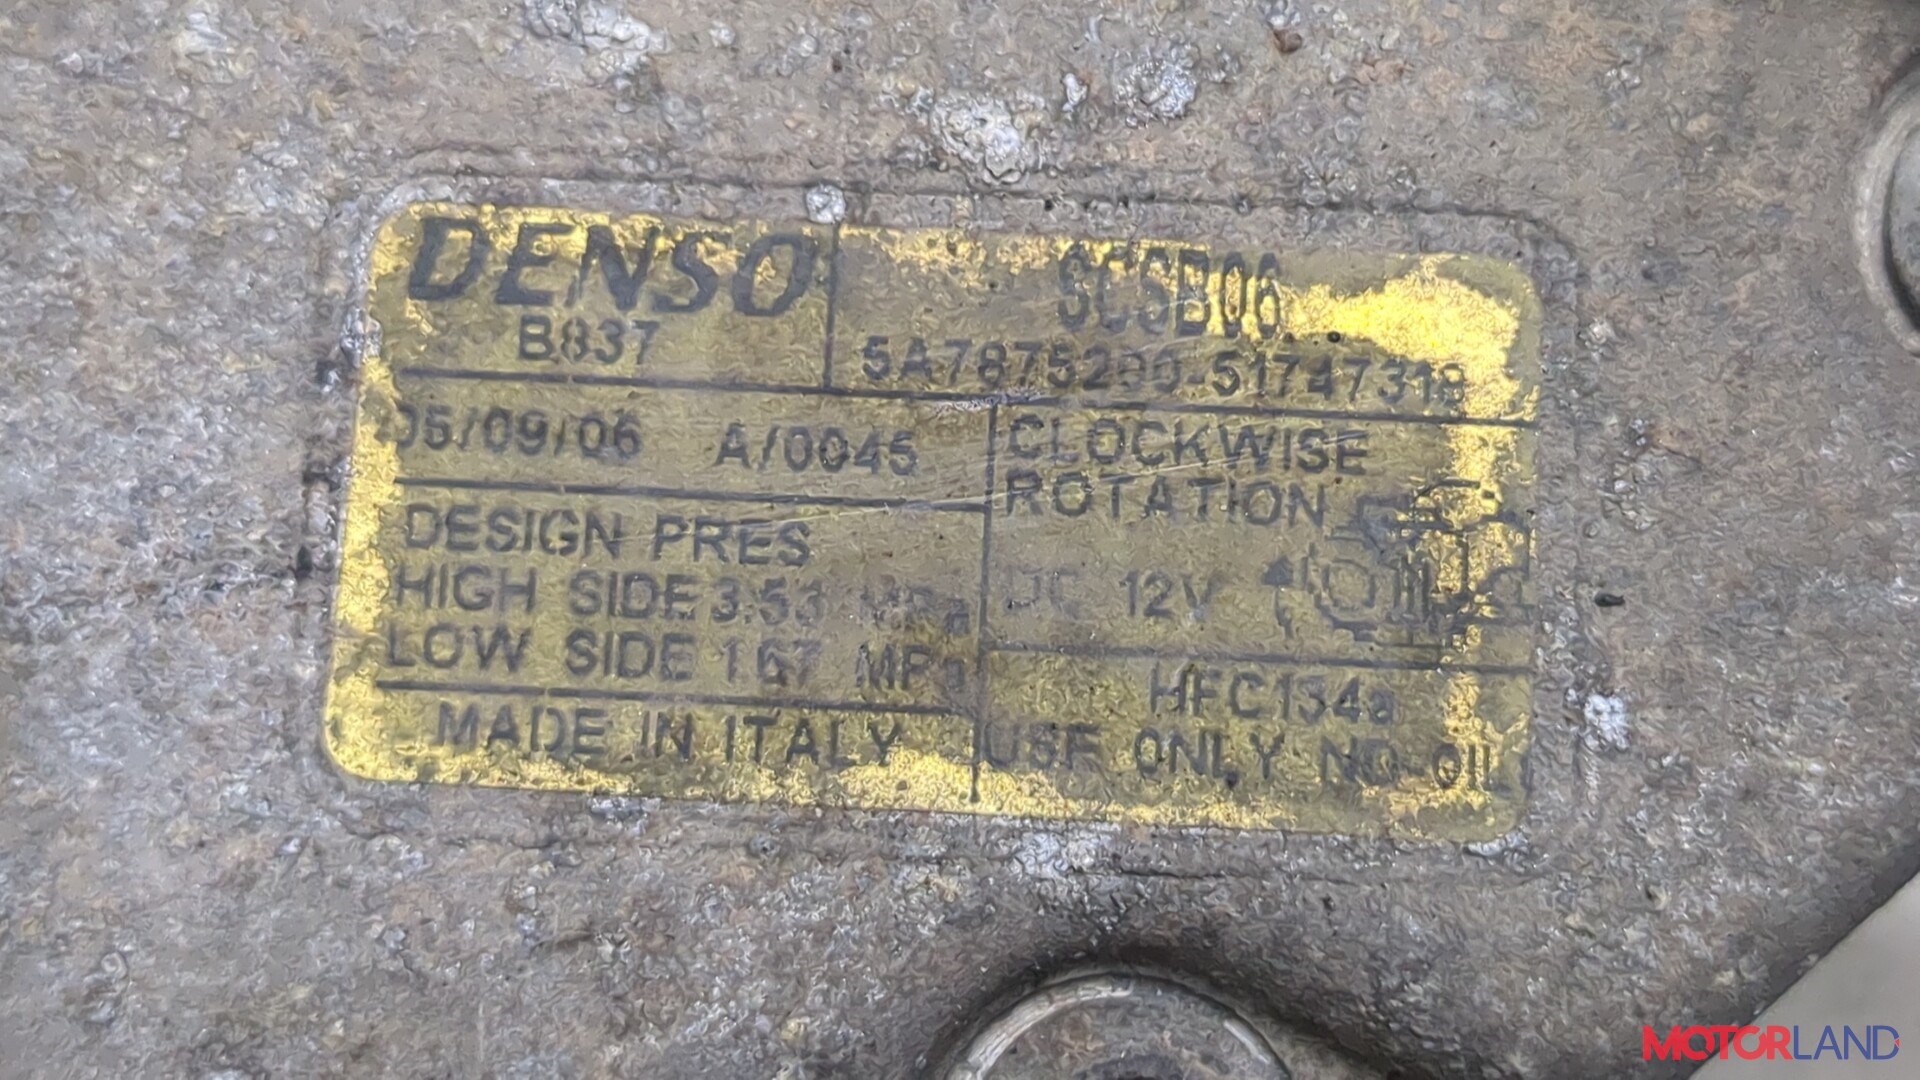 DENSO
B837
SCSB06
5A7875200-51747318
05/09/06 A/0045
DESIGN PRES
HIGH SIDE 3.53 MPa
LOW SIDE 1.67 MPa
MADE IN ITALY
CLOCKWISE
ROTATION
DC 12V
HFC134a
USE ONLY ND-OIL
MOTORLAND